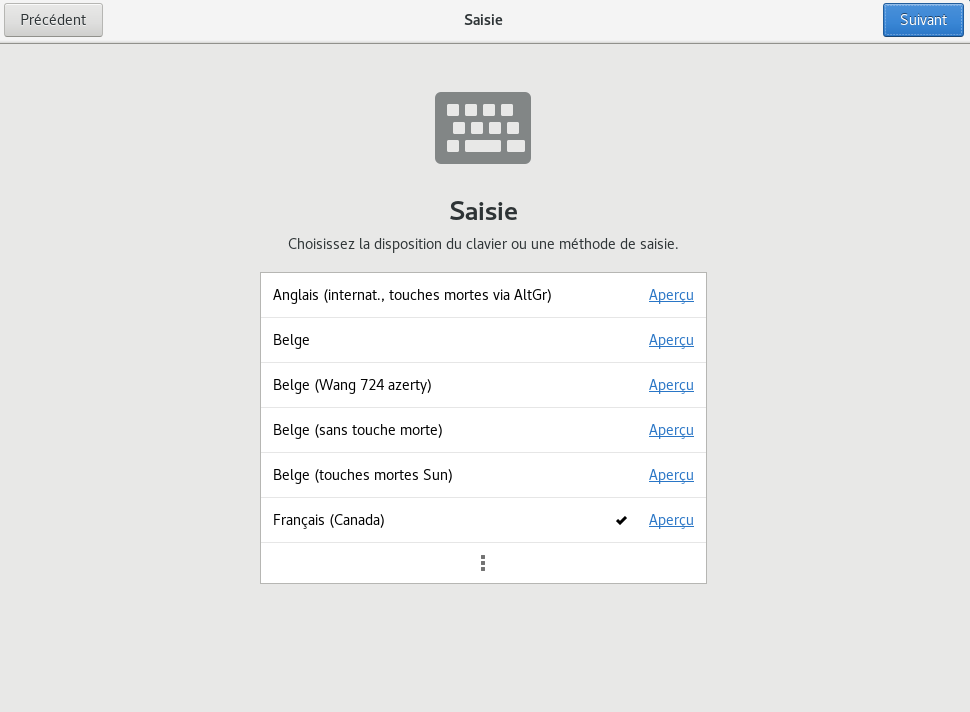 Précédent
Saisie
Suivant
Saisie
Choisissez la disposition du clavier ou une méthode de saisie.
Anglais (internat., touches mortes via AltGr) Aperçu
Belge Aperçu
Belge (Wang 724 azerty) Aperçu
Belge (sans touche morte) Aperçu
Belge (touches mortes Sun) Aperçu
Français (Canada) Aperçu